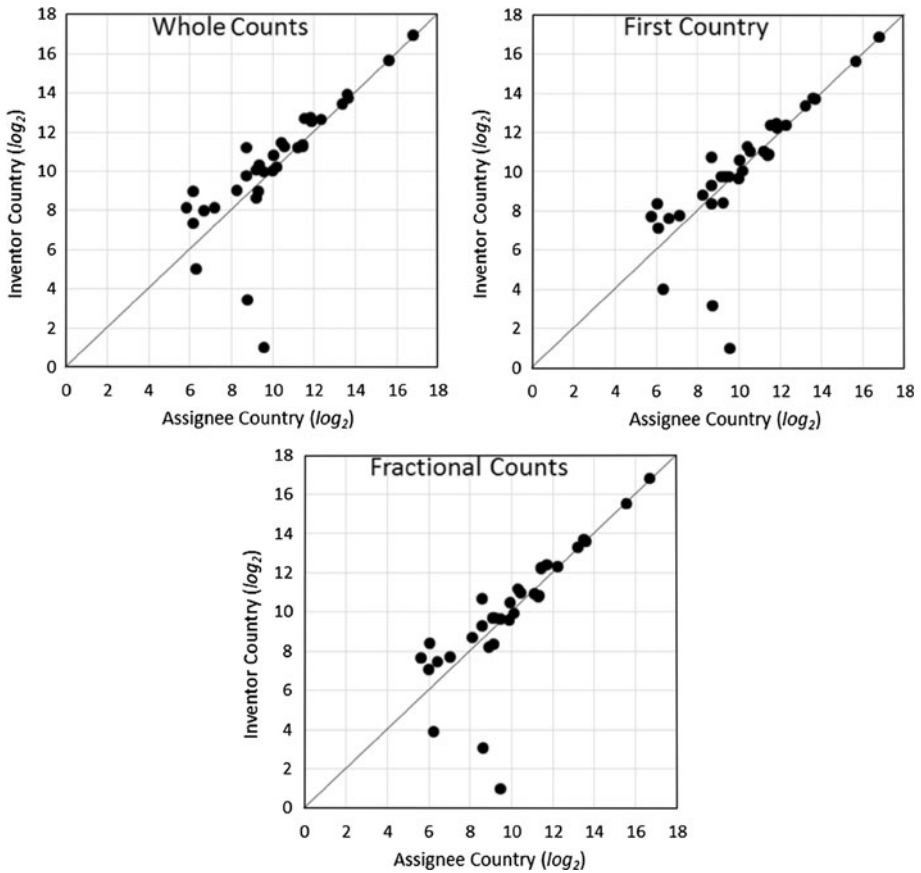 Whole Counts
18
16
14
12
10
8
6
4
2
0
0 2 4 6 8 10 12 14 16 18
Inventor Country (log2)
Assignee Country (log2)
First Country
18
16
14
12
10
8
6
4
2
0
0 2 4 6 8 10 12 14 16 18
Inventor Country (log2)
Assignee Country (log2)
Fractional Counts
18
16
14
12
10
8
6
4
2
0
0 2 4 6 8 10 12 14 16 18
Inventor Country (log2)
Assignee Country (log2)